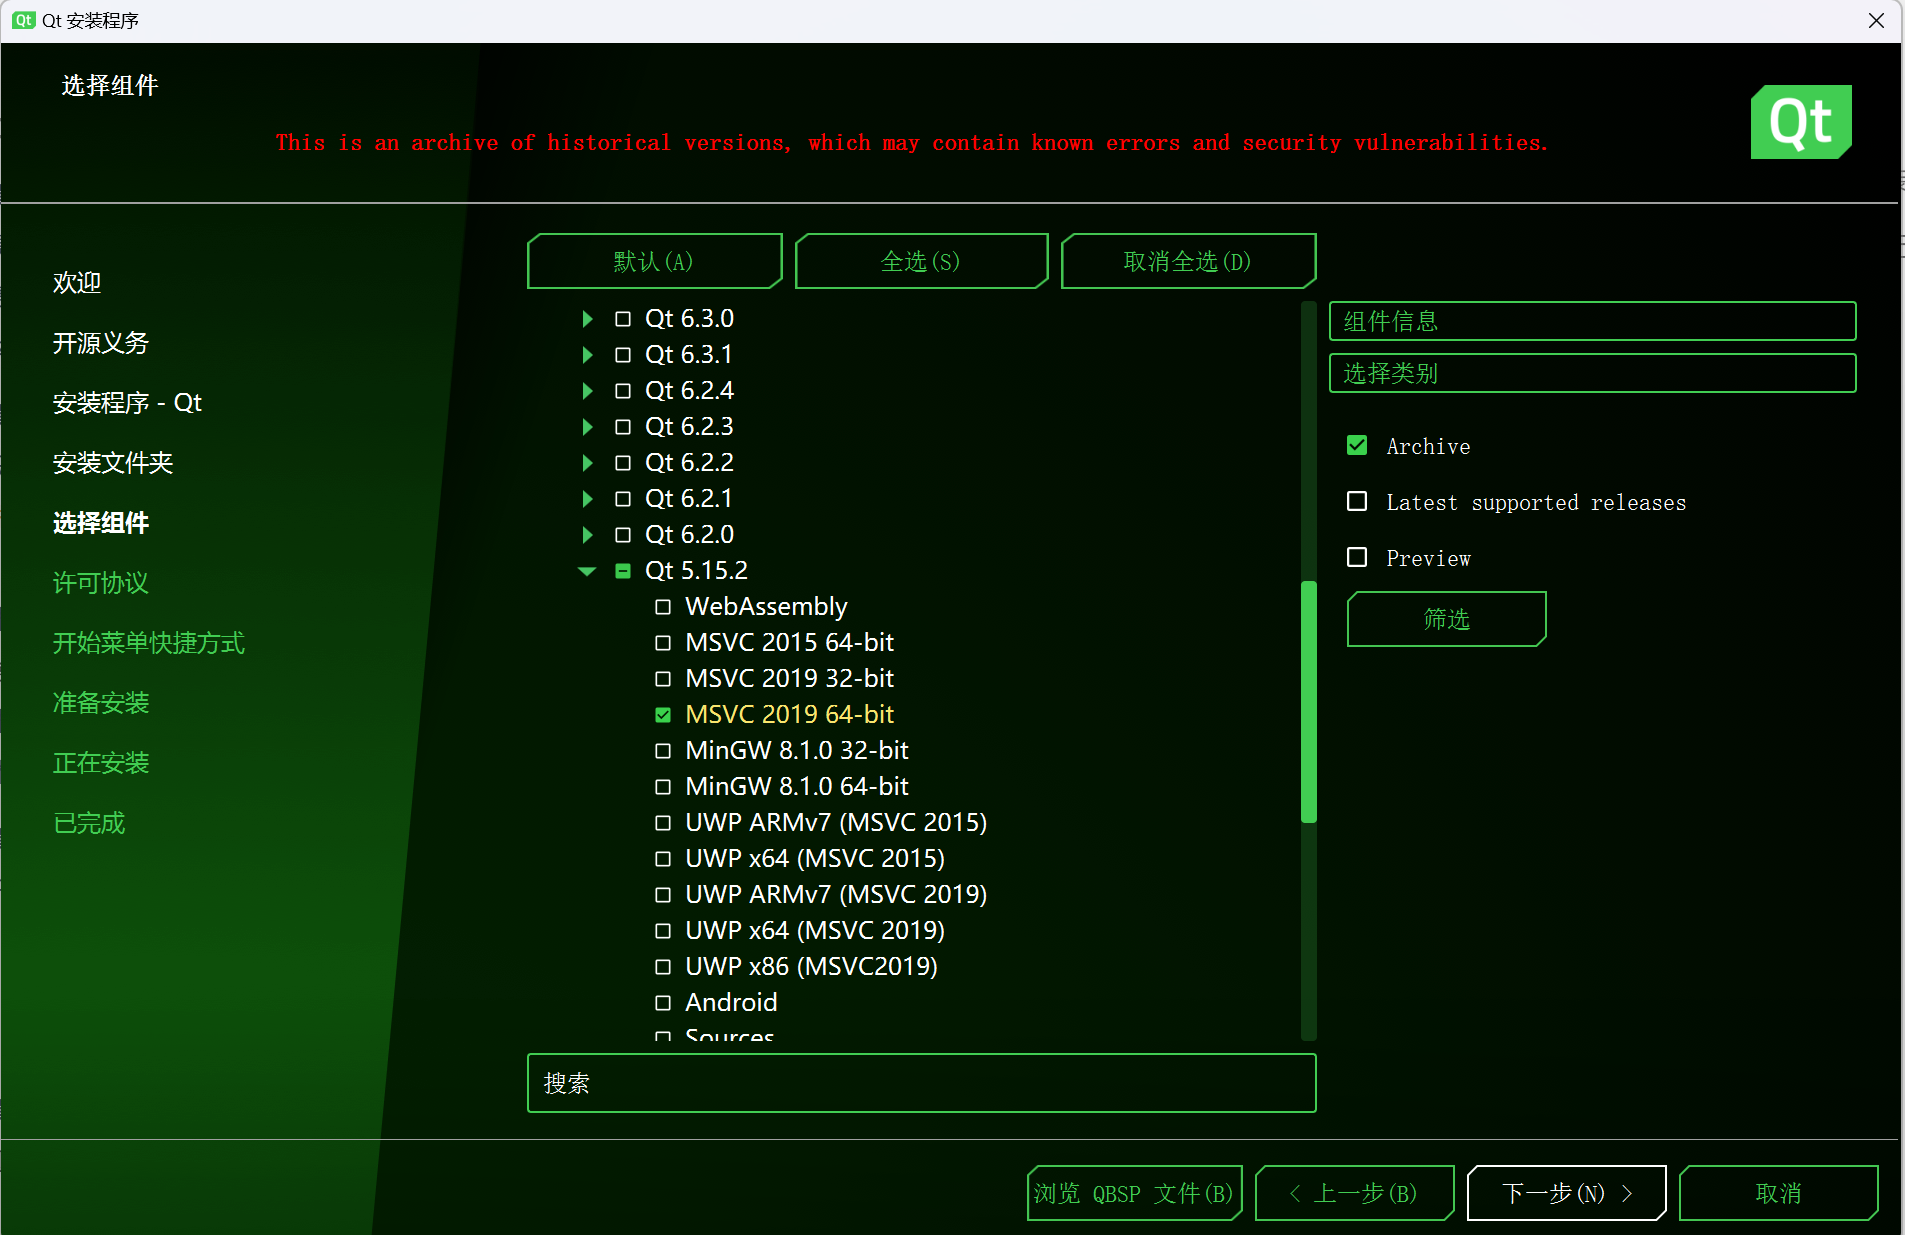 Qt 安装程序
选择组件
This is an archive of historical versions, which may contain known errors and security vulnerabilities.
Qt
欢迎
开源义务
安装程序 - Qt
安装文件夹
选择组件
许可协议
开始菜单快捷方式
准备安装
正在安装
已完成
默认(A)
全选(S)
取消全选(D)
Qt 6.3.0
Qt 6.3.1
Qt 6.2.4
Qt 6.2.3
Qt 6.2.2
Qt 6.2.1
Qt 6.2.0
Qt 5.15.2
WebAssembly
MSVC 2015 64-bit
MSVC 2019 32-bit
MSVC 2019 64-bit
MinGW 8.1.0 32-bit
MinGW 8.1.0 64-bit
UWP ARMv7 (MSVC 2015)
UWP x64 (MSVC 2015)
UWP ARMv7 (MSVC 2019)
UWP x64 (MSVC 2019)
UWP x86 (MSVC2019)
Android
Sources
搜索
组件信息
选择类别
Archive
Latest supported releases
Preview
筛选
浏览 QBSP 文件(B)
< 上一步(B)
下一步(N) >
取消